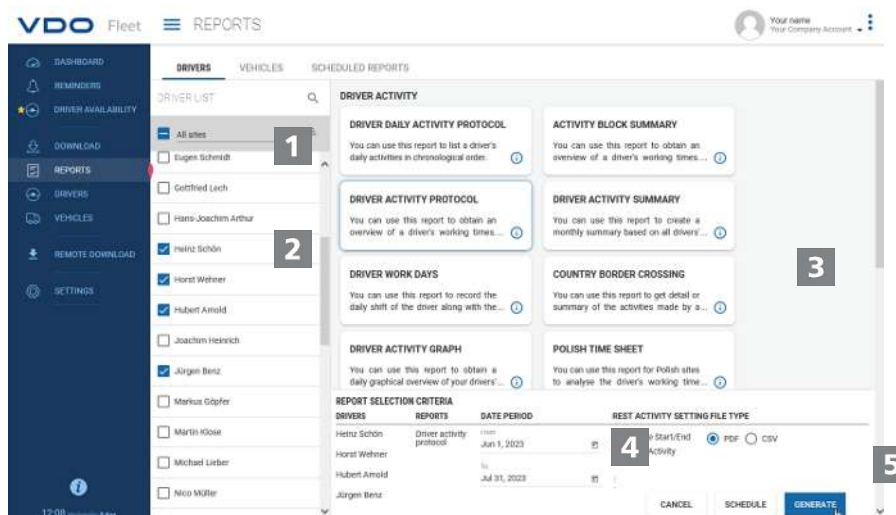 VDO Fleet
REPORTS
Your name
Your Company Account
DASHBOARD
REMINDERS
DRIVER AVAILABILITY
DOWNLOAD
REPORTS
DRIVERS
VEHICLES
REMOTE DOWNLOAD
SETTINGS
12:08
DRIVERS VEHICLES SCHEDULED REPORTS
DRIVER LIST
All sites
1
Eugen Schmidt
Gottfried Loch
Hans-Joachim Arthur
Heinz Schön
2
Horst Wehner
Hubert Arnold
Joachim Heinrich
Jürgen Benz
Markus Göpfer
Martin Klose
Michael Lieber
Nico Müller
DRIVER ACTIVITY
DRIVER DAILY ACTIVITY PROTOCOL
You can use this report to list a driver's
daily activities in chronological order.
ACTIVITY BLOCK SUMMARY
You can use this report to obtain an
overview of a driver's working times...
DRIVER ACTIVITY PROTOCOL
You can use this report to obtain an
overview of a driver's working times...
DRIVER ACTIVITY SUMMARY
You can use this report to create a
monthly summary based on all drivers'...
3
DRIVER WORK DAYS
You can use this report to record the
daily shift of the driver along with the...
COUNTRY BORDER CROSSING
You can use this report to get detail or
summary of the activities made by a...
DRIVER ACTIVITY GRAPH
You can use this report to obtain a
daily graphical overview of your drivers'...
POLISH TIME SHEET
You can use this report for Polish sites
to analyse the driver's working time...
REPORT SELECTION CRITERIA
DRIVERS REPORTS DATE PERIOD REST ACTIVITY SETTING FILE TYPE
Heinz Schön
Horst Wehner
Hubert Arnold
Jürgen Benz
Driver activity
protocol
From
Jun 1, 2023
To
Jul 31, 2023
4
Start/End
Activity
PDF CSV
5
CANCEL SCHEDULE GENERATE